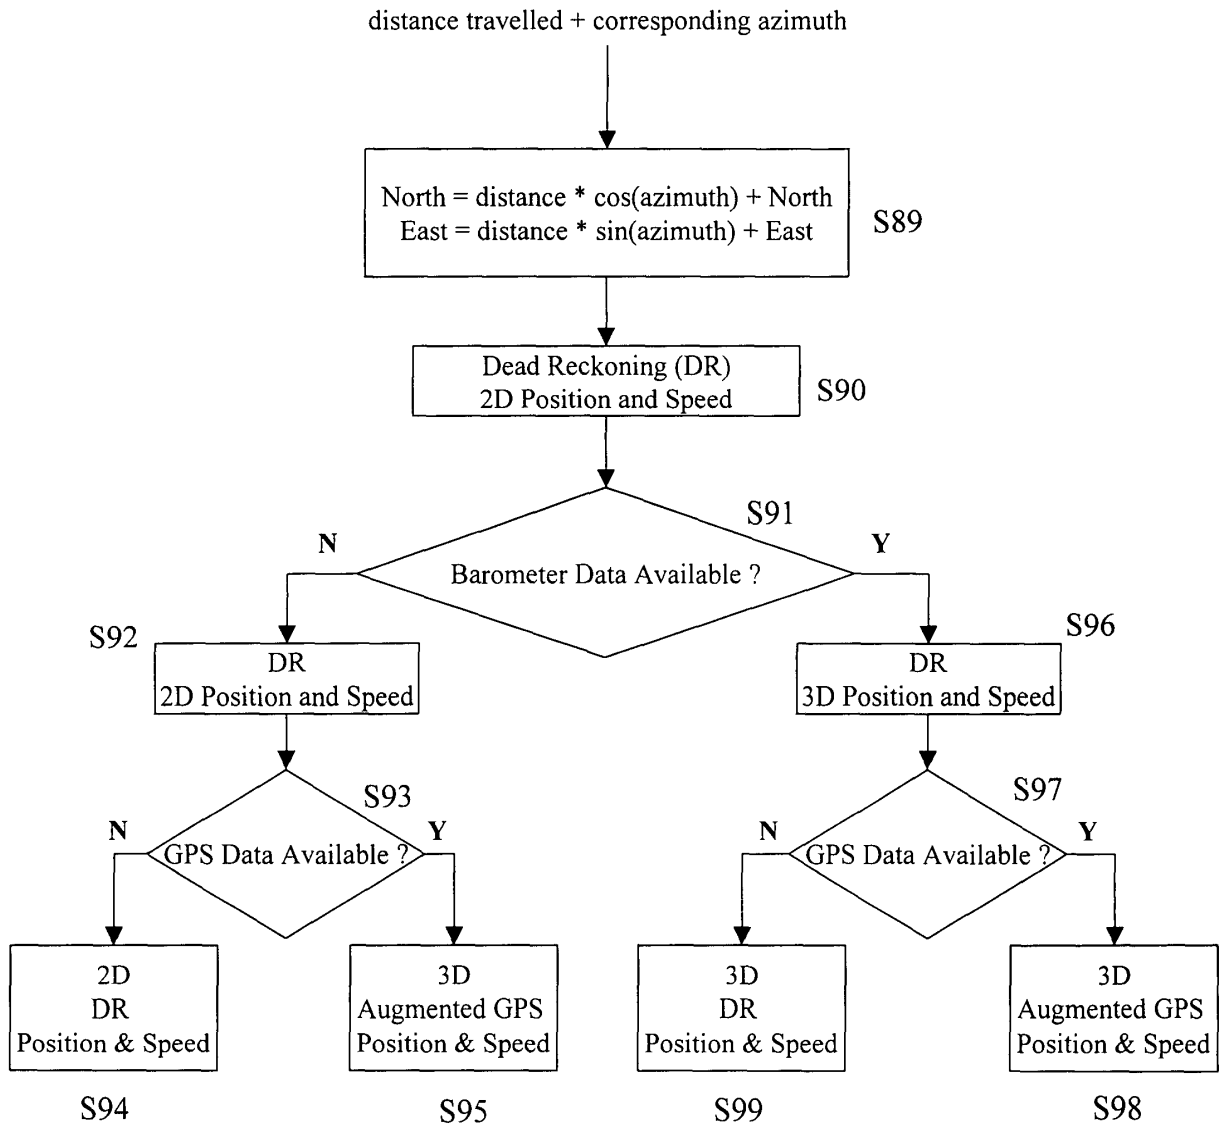 distance travelled + corresponding azimuth
North = distance * cos(azimuth) + North
East = distance * sin(azimuth) + East
S89
Dead Reckoning (DR)
2D Position and Speed
S90
S91
N
Y
Barometer Data Available ?
S92
DR
2D Position and Speed
S96
DR
3D Position and Speed
S93
N
Y
GPS Data Available ?
S97
N
Y
GPS Data Available ?
2D
DR
Position & Speed
3D
Augmented GPS
Position & Speed
3D
DR
Position & Speed
3D
Augmented GPS
Position & Speed
S94
S95
S99
S98